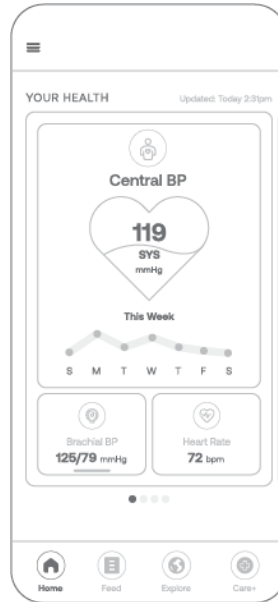 YOUR HEALTH Updated: Today 2:31pm
Central BP
119
SYS
mmHg
This Week
S M T W T F S
Brachial BP
125/79 mmHg
Heart Rate
72 bpm
Home Feed Explore Care+